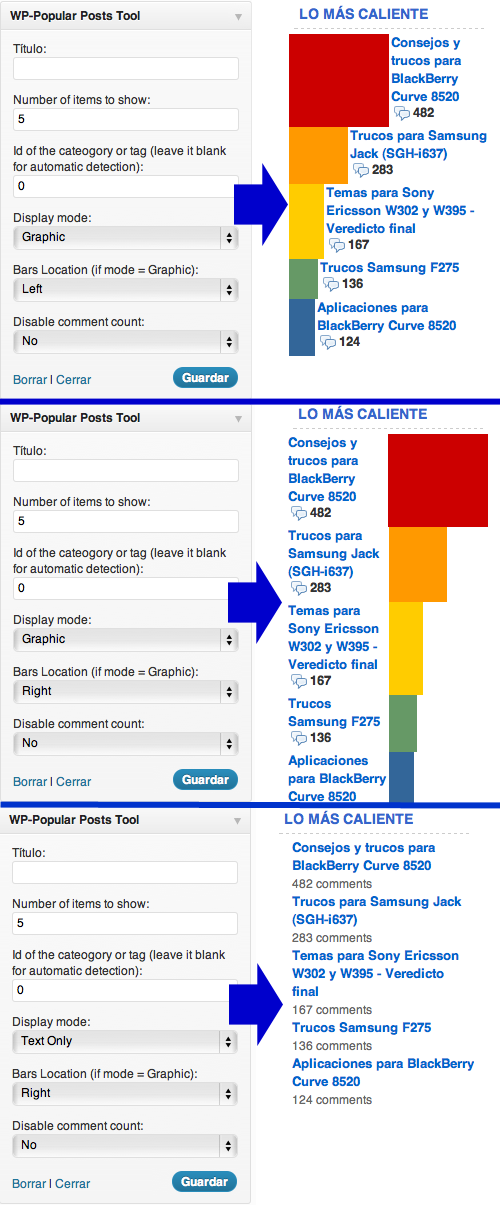 WP-Popular Posts Tool
Título:
Number of items to show:
5
Id of the cateogory or tag (leave it blank
for automatic detection):
0
Display mode:
Graphic
Bars Location (if mode = Graphic):
Left
Disable comment count:
No
Borrar | Cerrar
Guardar
LO MÁS CALIENTE
Consejos y
trucos para
BlackBerry
Curve 8520
482
Trucos para Samsung
Jack (SGH-i637)
283
Temas para Sony
Ericsson W302 y W395 -
Veredicto final
167
Trucos Samsung F275
136
Aplicaciones para
BlackBerry Curve 8520
124
WP-Popular Posts Tool
Título:
Number of items to show:
5
Id of the cateogory or tag (leave it blank
for automatic detection):
0
Display mode:
Graphic
Bars Location (if mode = Graphic):
Right
Disable comment count:
No
Borrar | Cerrar
Guardar
LO MÁS CALIENTE
Consejos y
trucos para
BlackBerry
Curve 8520
482
Trucos para
Samsung Jack
(SGH-i637)
283
Temas para
Sony Ericsson
W302 y W395 -
Veredicto final
167
Trucos
Samsung F275
136
Aplicaciones
para BlackBerry
Curve 8520
WP-Popular Posts Tool
Título:
Number of items to show:
5
Id of the cateogory or tag (leave it blank
for automatic detection):
0
Display mode:
Text Only
Bars Location (if mode = Graphic):
Right
Disable comment count:
No
Borrar | Cerrar
Guardar
LO MÁS CALIENTE
Consejos y trucos para
BlackBerry Curve 8520
482 comments
Trucos para Samsung Jack
(SGH-i637)
283 comments
Temas para Sony Ericsson
W302 y W395 - Veredicto
final
167 comments
Trucos Samsung F275
136 comments
Aplicaciones para BlackBerry
Curve 8520
124 comments